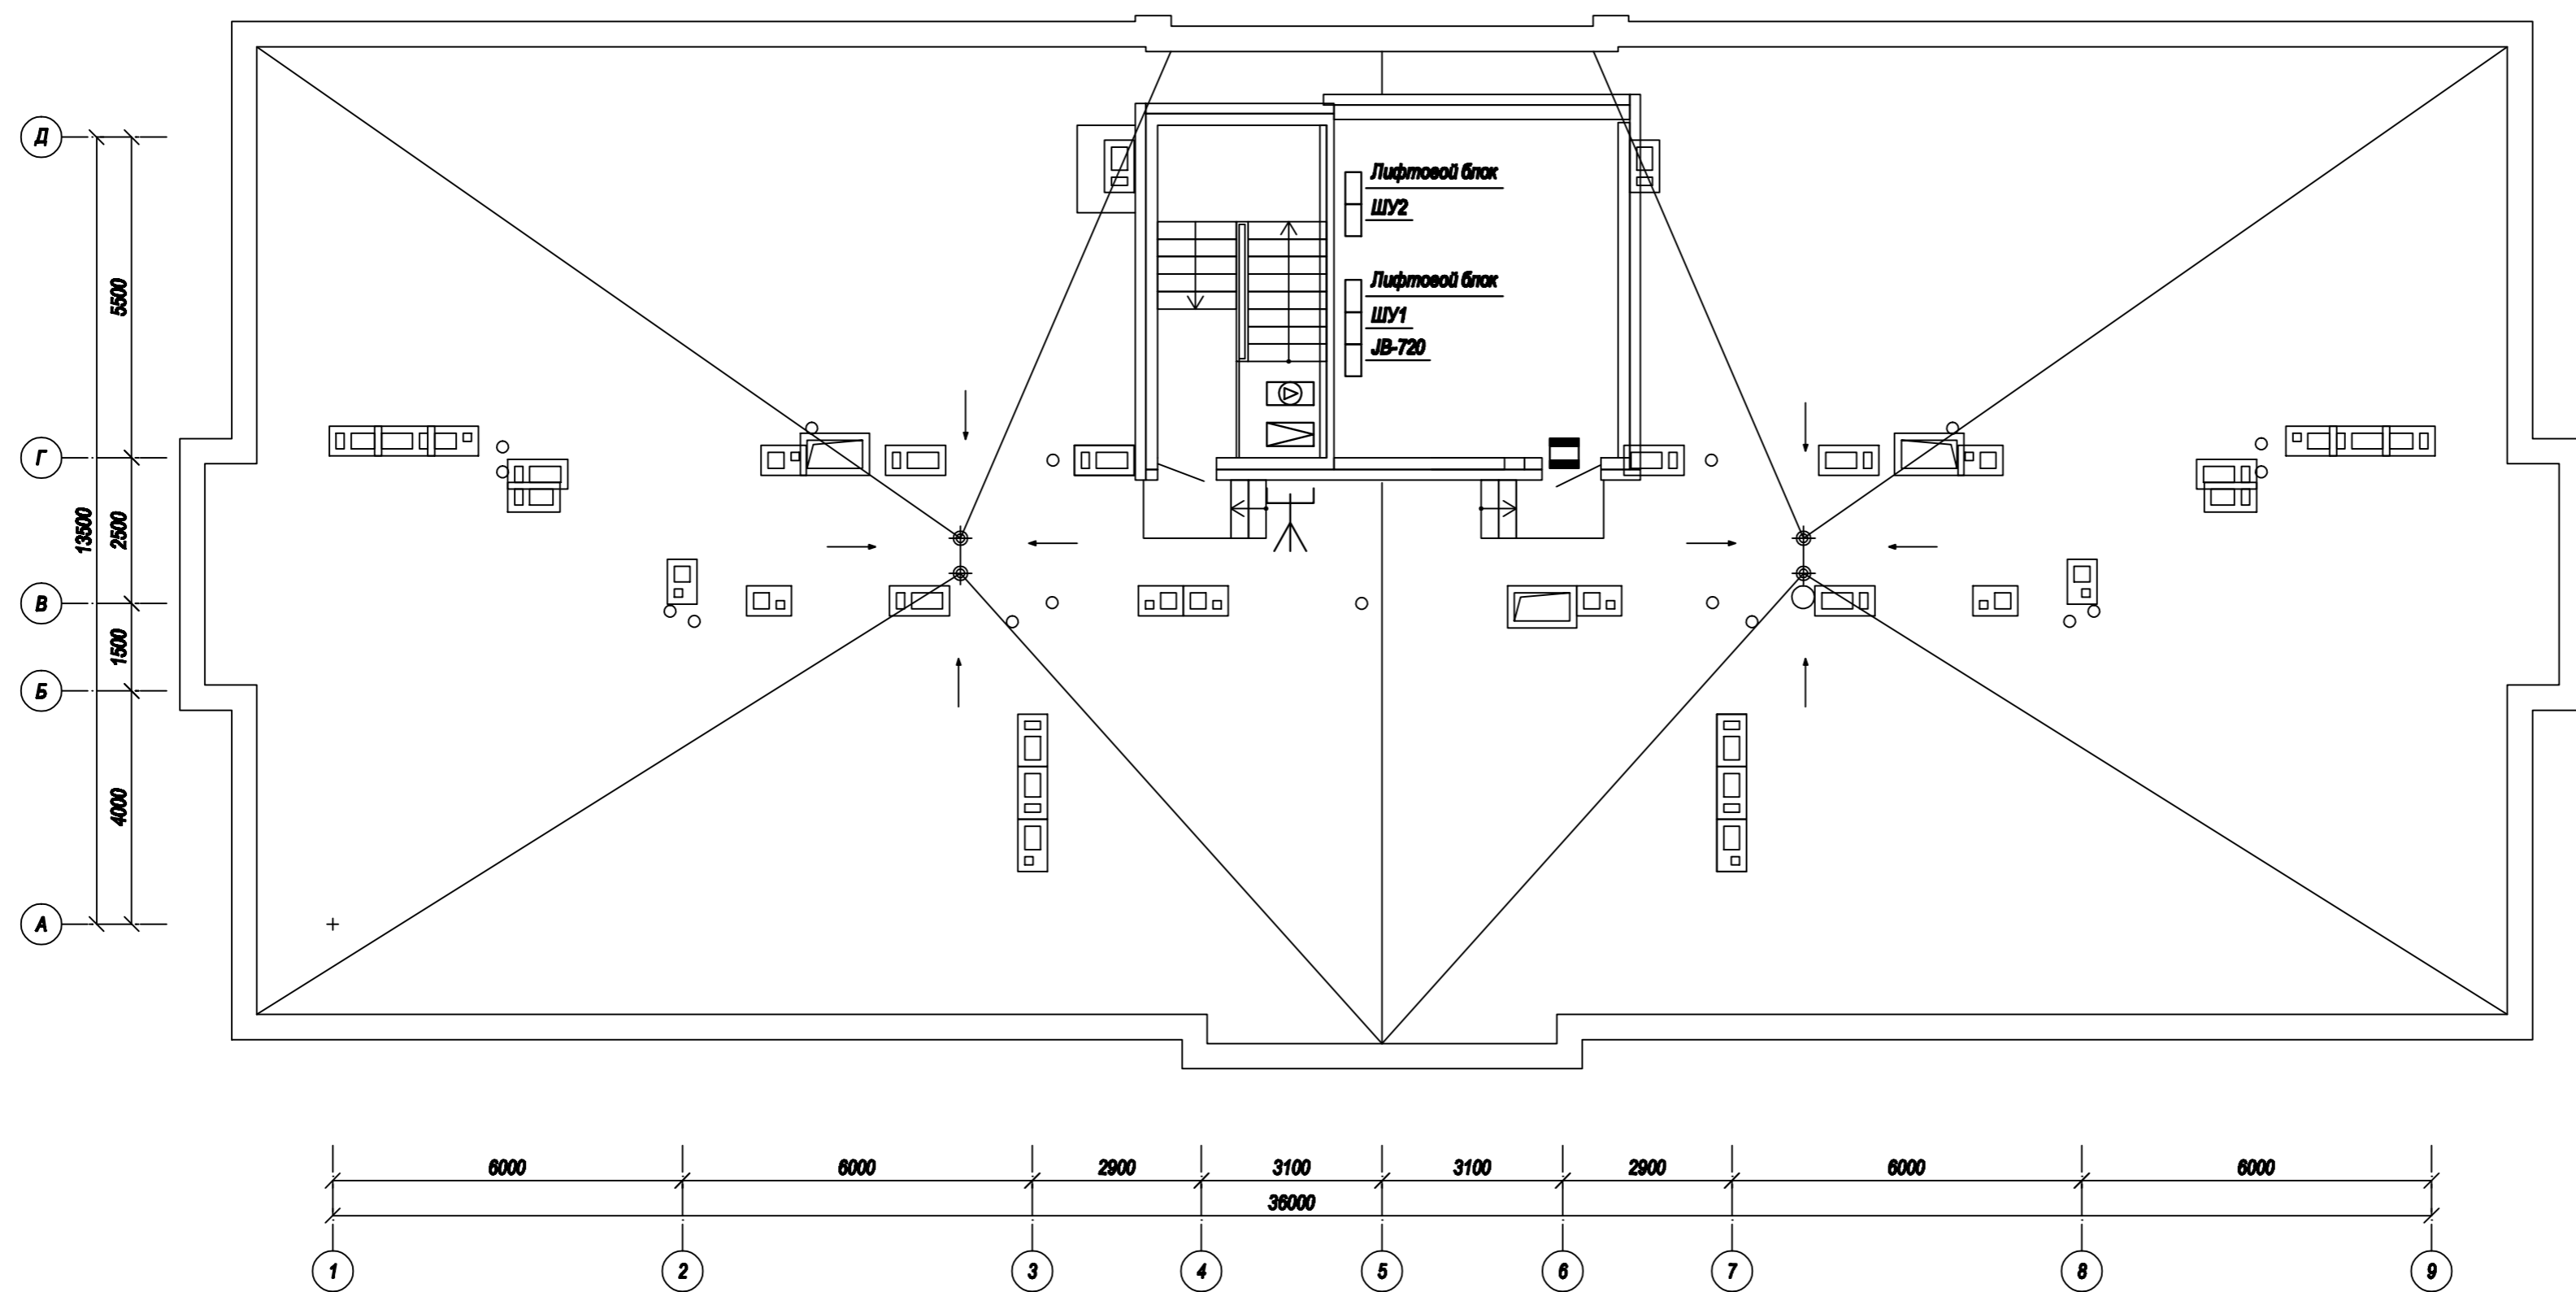 Д
Лифтовой блок
ШУ2
5500
Лифтовой блок
ШУ1
JB-720
Г
13500
2500
В
1500
Б
4000
А
6000 6000 2900 3100 3100 2900 6000 6000
36000
1 2 3 4 5 6 7 8 9